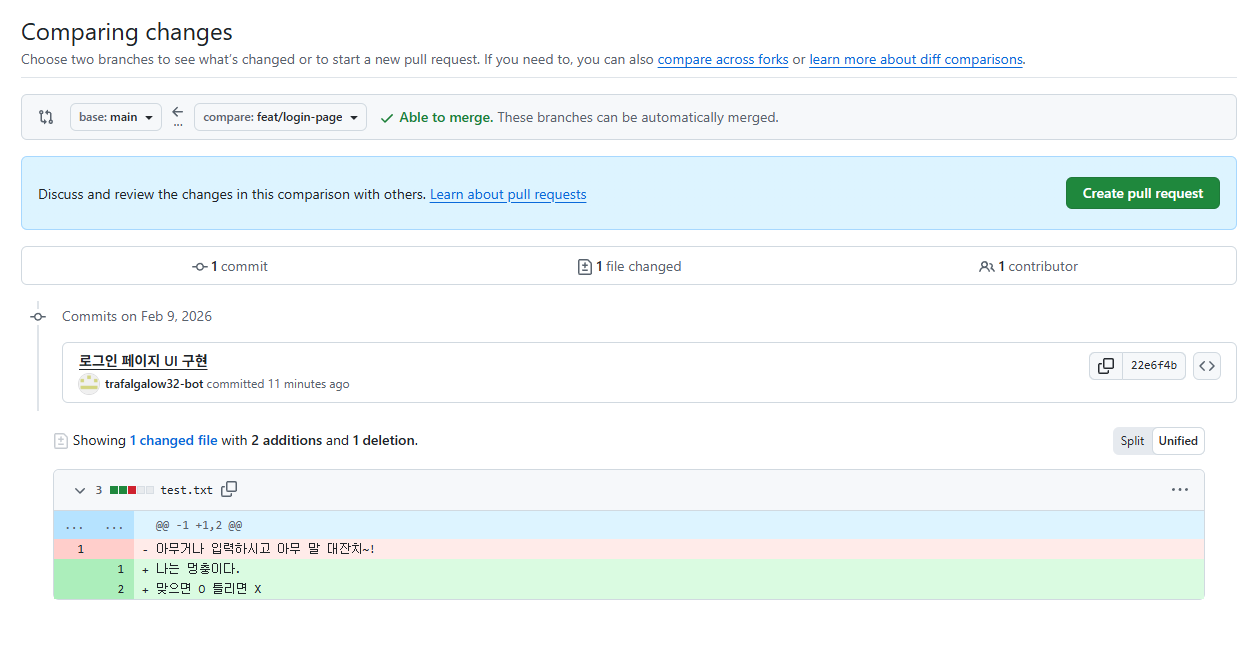 Comparing changes
Choose two branches to see what's changed or to start a new pull request. If you need to, you can also compare across forks or learn more about diff comparisons.
base: main ← ... compare: feat/login-page ✓ Able to merge. These branches can be automatically merged.
Discuss and review the changes in this comparison with others. Learn about pull requests Create pull request
1 commit 1 file changed 1 contributor
Commits on Feb 9, 2026
로그인 페이지 UI 구현
trafalgalow32-bot committed 11 minutes ago
22e6f4b <>
Showing 1 changed file with 2 additions and 1 deletion. Split Unified
3 test.txt ...
... ... @@ -1 +1,2 @@
1 - 아무거나 입력하시고 아무 말 대잔치~!
1 + 나는 멍충이다.
2 + 맞으면 O 틀리면 X